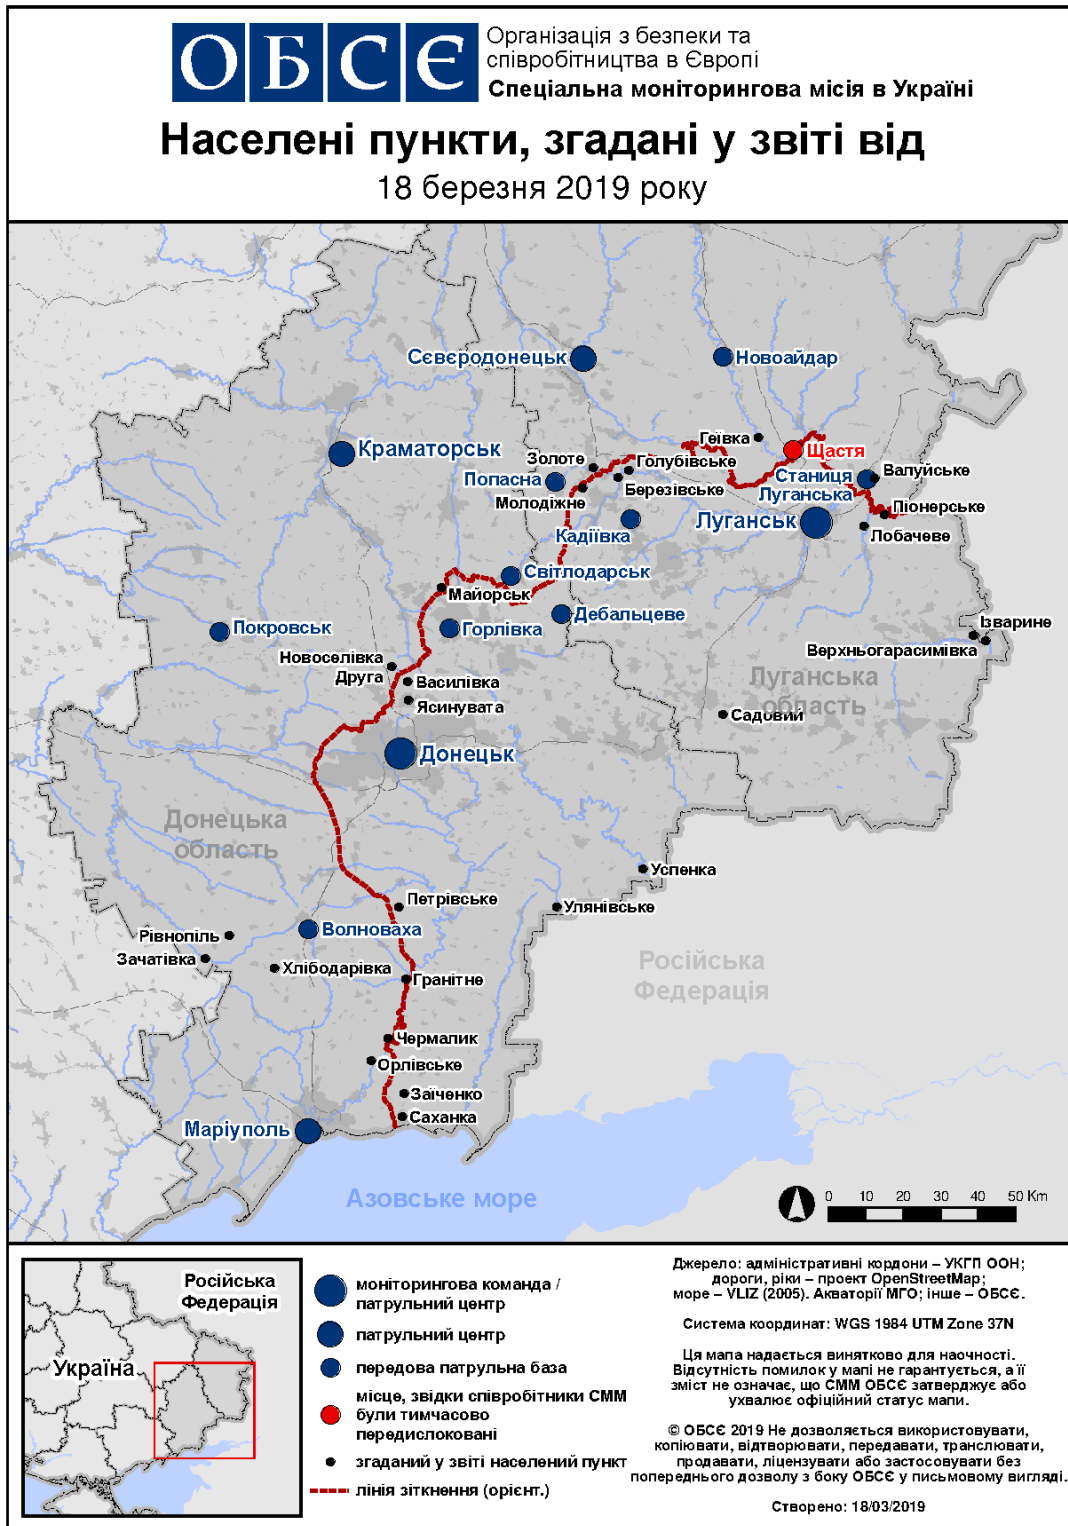 ОБСЄ
Організація з безпеки та
співробітництва в Європі
Спеціальна моніторингова місія в Україні
Населені пункти, згадані у звіті від
18 березня 2019 року
Сєвєродонецьк
Новоайдар
Геївка
Щастя
Краматорськ
Золоте
Голубівське
Попасна
Березівське
Молодіжне
Станиця
Луганська
Валуйське
Піонерське
Луганськ
Лобачеве
Кадіївка
Світлодарськ
Майорськ
Дебальцеве
Горлівка
Покровськ
Ізварине
Верхньогарасимівка
Новоселівка
Друга
Василівка
Ясинувата
Луганська
область
Садовий
Донецьк
Донецька
область
Успенка
Петрівське
Улянівське
Волноваха
Рівнопіль
Зачатівка
Хлібодарівка
Гранітне
Російська
Федерація
Чермалик
Орлівське
Заїченко
Саханка
Маріуполь
Азовське море
0 10 20 30 40 50 Km
Російська
Федерація
Україна
моніторингова команда /
патрульний центр
патрульний центр
передова патрульна база
місце, звідки співробітники СММ
були тимчасово
передислоковані
згаданий у звіті населений пункт
лінія зіткнення (орієнт.)
Джерело: адміністративні кордони – УКГП ООН;
дороги, ріки – проект OpenStreetMap;
море – VLIZ (2005). Акваторії МГО; інше – ОБСЄ.
Система координат: WGS 1984 UTM Zone 37N
Ця мапа надається винятково для наочності.
Відсутність помилок у мапі не гарантується, а її
зміст не означає, що СММ ОБСЄ затверджує або
ухвалює офіційний статус мапи.
© ОБСЄ 2019 Не дозволяється використовувати,
копіювати, відтворювати, передавати, транслювати,
продавати, ліцензувати або застосовувати без
попереднього дозволу з боку ОБСЄ у письмовому вигляді.
Створено: 18/03/2019